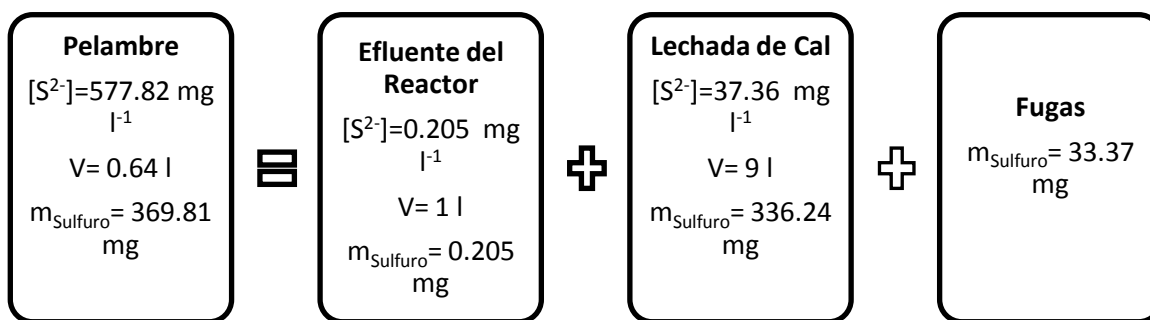 Pelambre
[S²⁻]=577.82 mg
l⁻¹
V= 0.64 l
mSulfuro= 369.81
mg
Efluente del
Reactor
[S²⁻]=0.205 mg
l⁻¹
V= 1 l
mSulfuro= 0.205
mg
Lechada de Cal
[S²⁻]=37.36 mg
l⁻¹
V= 9 l
mSulfuro= 336.24
mg
Fugas
mSulfuro= 33.37
mg